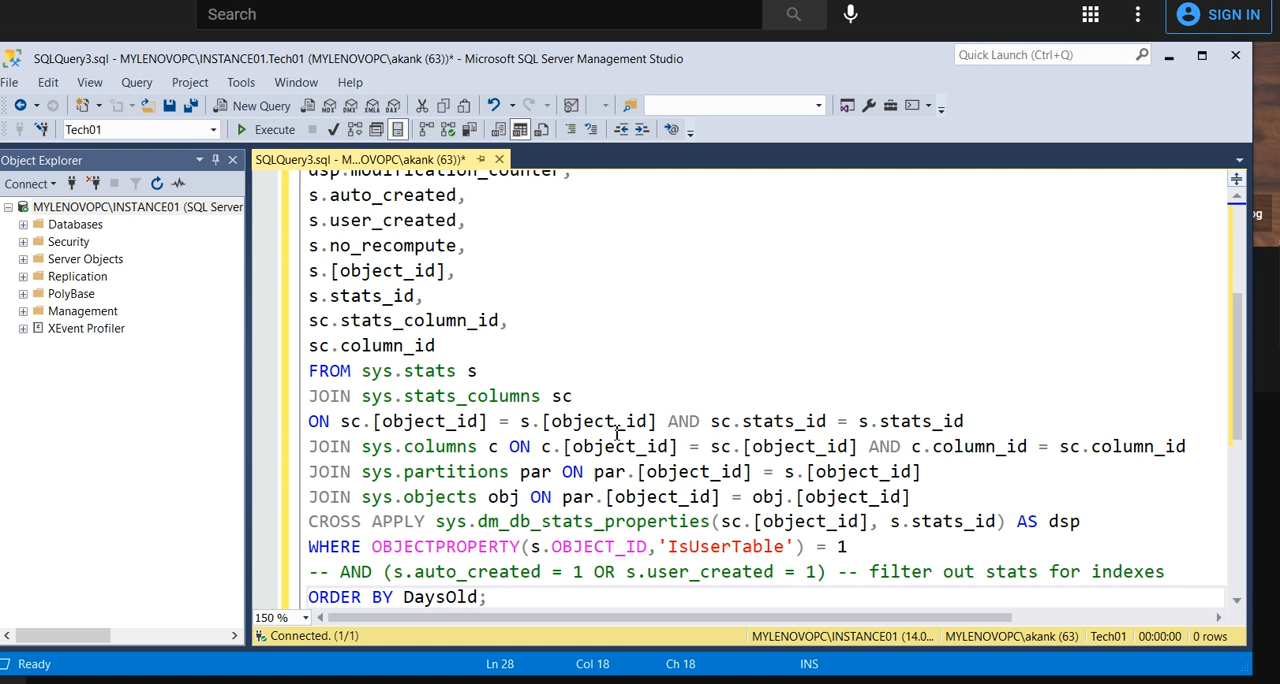 Search
SIGN IN
SQLQuery3.sql - MYLENOVOPC\INSTANCE01.Tech01 (MYLENOVOPC\akank (63))* - Microsoft SQL Server Management Studio
Quick Launch (Ctrl+Q)
File Edit View Query Project Tools Window Help
New Query MDX DMX XMLA DAX
Tech01 Execute
Object Explorer
SQLQuery3.sql - M...OVOPC\akank (63))*
Connect
MYLENOVOPC\INSTANCE01 (SQL Server
Databases
Security
Server Objects
Replication
PolyBase
Management
XEvent Profiler
dsp.modification_counter,
s.auto_created,
s.user_created,
s.no_recompute,
s.[object_id],
s.stats_id,
sc.stats_column_id,
sc.column_id
FROM sys.stats s
JOIN sys.stats_columns sc
ON sc.[object_id] = s.[object_id] AND sc.stats_id = s.stats_id
JOIN sys.columns c ON c.[object_id] = sc.[object_id] AND c.column_id = sc.column_id
JOIN sys.partitions par ON par.[object_id] = s.[object_id]
JOIN sys.objects obj ON par.[object_id] = obj.[object_id]
CROSS APPLY sys.dm_db_stats_properties(sc.[object_id], s.stats_id) AS dsp
WHERE OBJECTPROPERTY(s.OBJECT_ID,'IsUserTable') = 1
-- AND (s.auto_created = 1 OR s.user_created = 1) -- filter out stats for indexes
ORDER BY DaysOld;
150 %
Connected. (1/1)
MYLENOVOPC\INSTANCE01 (14.0... MYLENOVOPC\akank (63) Tech01 00:00:00 0 rows
Ready Ln 28 Col 18 Ch 18 INS
og